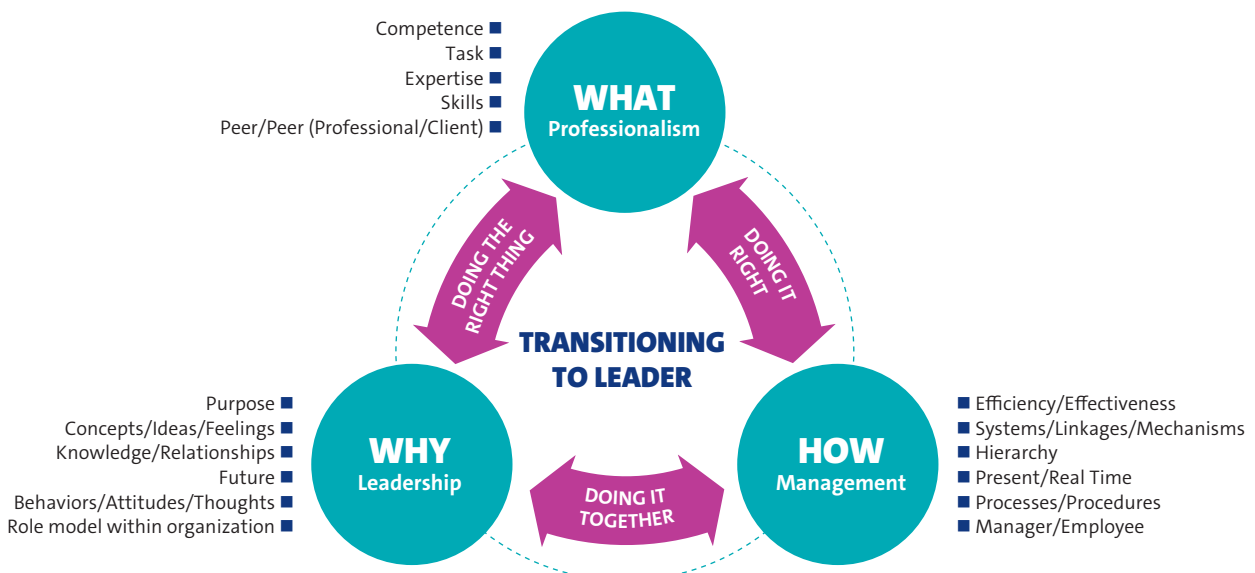 Competence
Task
Expertise
Skills
Peer/Peer (Professional/Client)
WHAT
Professionalism
DOING THE
RIGHT THING
DOING IT
RIGHT
TRANSITIONING
TO LEADER
Purpose
Concepts/Ideas/Feelings
Knowledge/Relationships
Future
Behaviors/Attitudes/Thoughts
Role model within organization
WHY
Leadership
DOING IT
TOGETHER
HOW
Management
Efficiency/Effectiveness
Systems/Linkages/Mechanisms
Hierarchy
Present/Real Time
Processes/Procedures
Manager/Employee